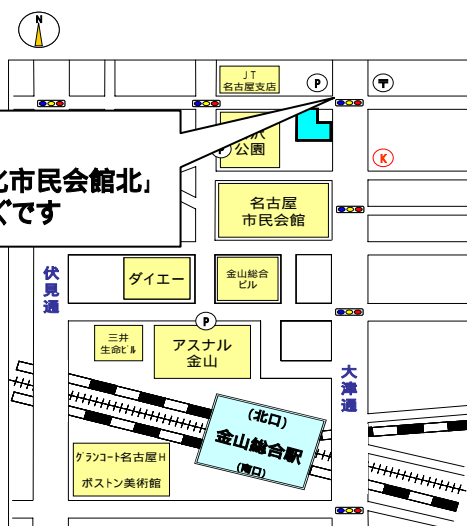 N
JT
名古屋支店
P
〒
公園
P
K
市民会館北」
ぐです
名古屋
市民会館
伏見通
ダイエー
金山総合
ビル
P
三井
生命ビル
アスナル
金山
大津通
(北口)
金山総合駅
(南口)
グランコート名古屋H
ボストン美術館